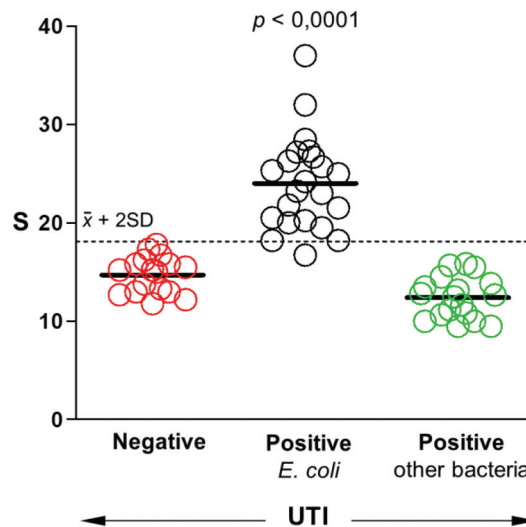 40
p < 0,0001
30
S
x̄ + 2SD
20
10
0
Negative
Positive
E. coli
Positive
other bacteria
UTI